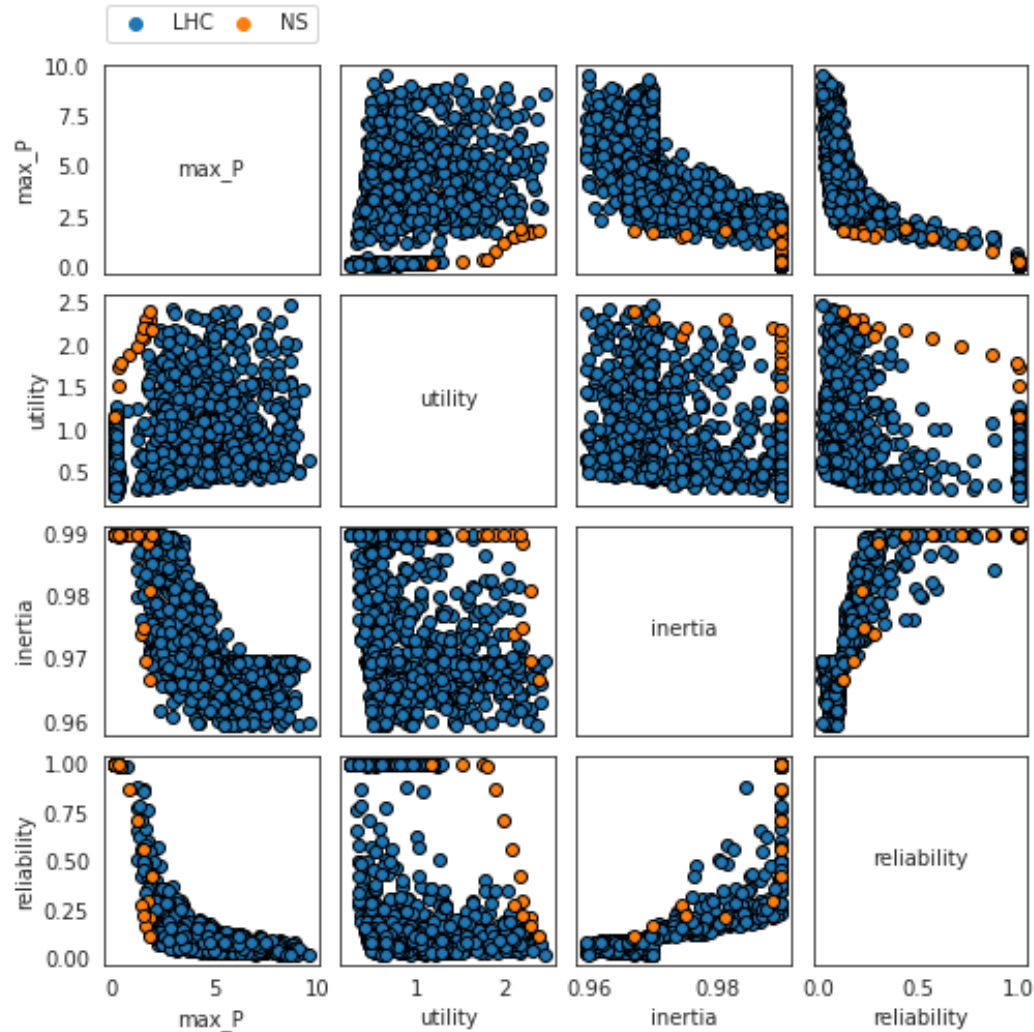 LHC NS
10.0
7.5
5.0
2.5
0.0
max_P
max_P
2.5
2.0
1.5
1.0
0.5
utility
utility
0.99
0.98
0.97
0.96
inertia
inertia
1.00
0.75
0.50
0.25
0.00
reliability
reliability
0 5 10
1 2
0.96 0.98
0.0 0.5 1.0
max_P utility inertia reliability